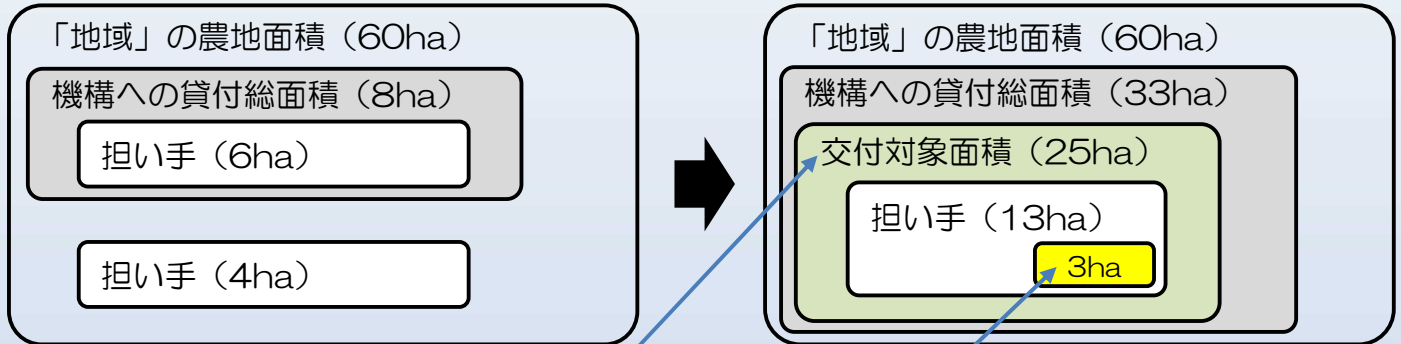 「地域」の農地面積（60ha）
機構への貸付総面積（8ha）
担い手（6ha）
担い手（4ha）
「地域」の農地面積（60ha）
機構への貸付総面積（33ha）
交付対象面積（25ha）
担い手（13ha）
3ha